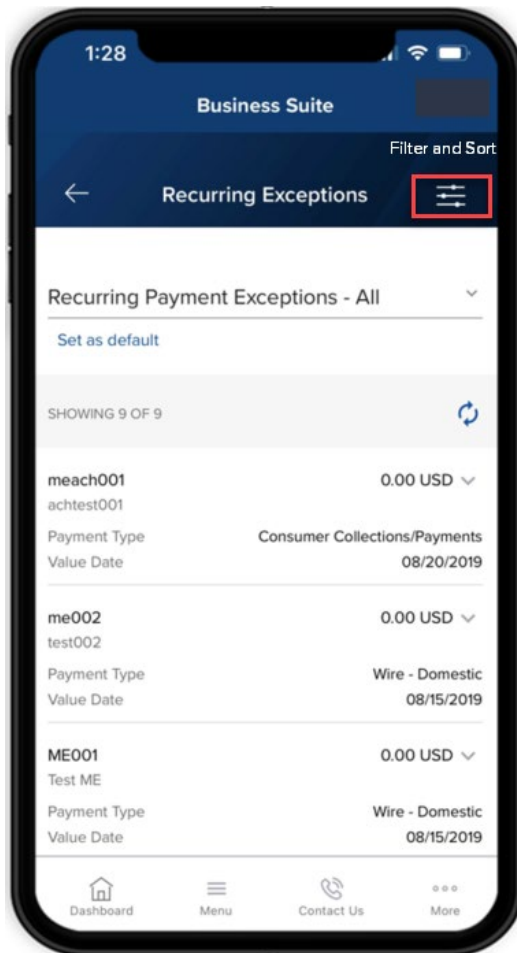 1:28
Business Suite
Filter and Sort
Recurring Exceptions
Recurring Payment Exceptions - All
Set as default
SHOWING 9 OF 9
meach001 0.00 USD
achtest001
Payment Type Consumer Collections/Payments
Value Date 08/20/2019
me002 0.00 USD
test002
Payment Type Wire - Domestic
Value Date 08/15/2019
ME001 0.00 USD
Test ME
Payment Type Wire - Domestic
Value Date 08/15/2019
Dashboard Menu Contact Us More